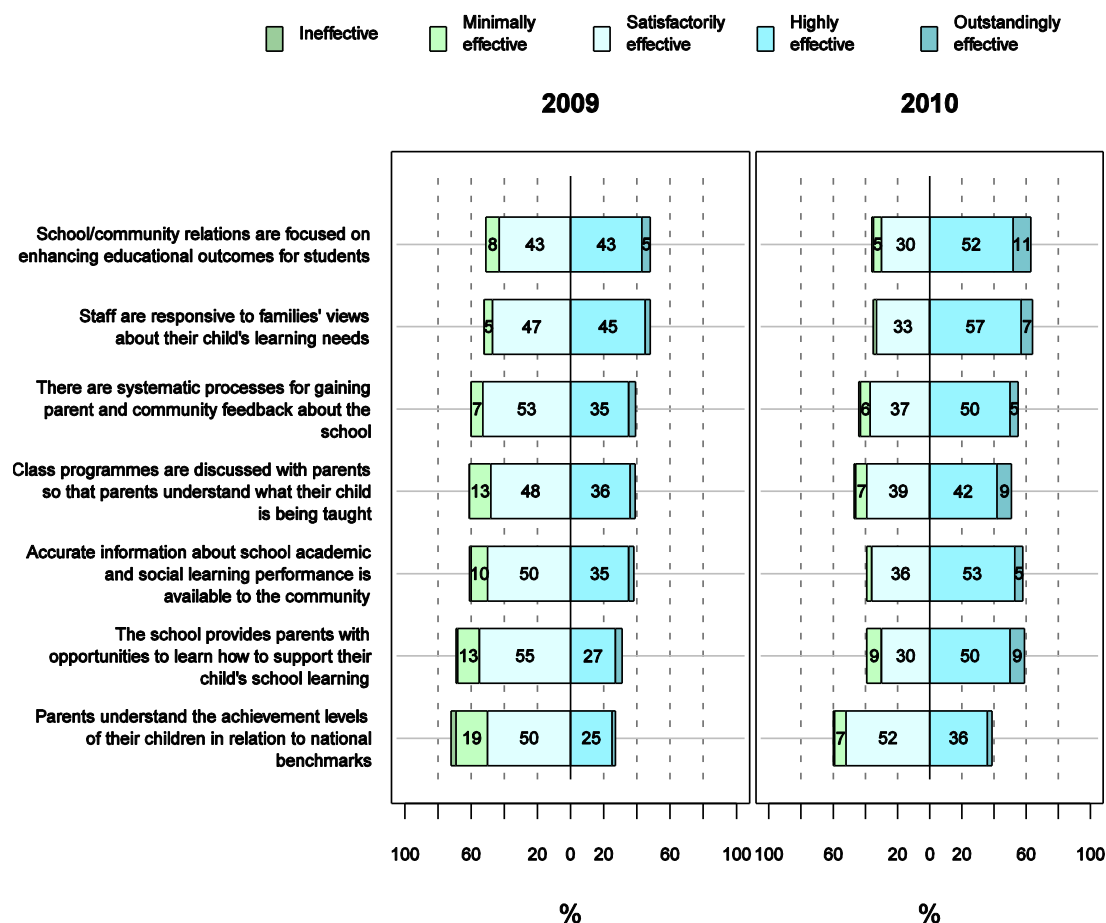 Ineffective
Minimally
effective
Satisfactorily
effective
Highly
effective
Outstandingly
effective
2009
2010
School/community relations are focused on
enhancing educational outcomes for students
8 43 43 5
5 30 52 11
Staff are responsive to families' views
about their child's learning needs
5 47 45
33 57 7
There are systematic processes for gaining
parent and community feedback about the
school
7 53 35
6 37 50 5
Class programmes are discussed with parents
so that parents understand what their child
is being taught
13 48 36
7 39 42 9
Accurate information about school academic
and social learning performance is
available to the community
10 50 35
36 53 5
The school provides parents with
opportunities to learn how to support their
child's school learning
13 55 27
9 30 50 9
Parents understand the achievement levels
of their children in relation to national
benchmarks
19 50 25
7 52 36
100 60 20 0 20 60 100
100 60 20 0 20 60 100
%
%